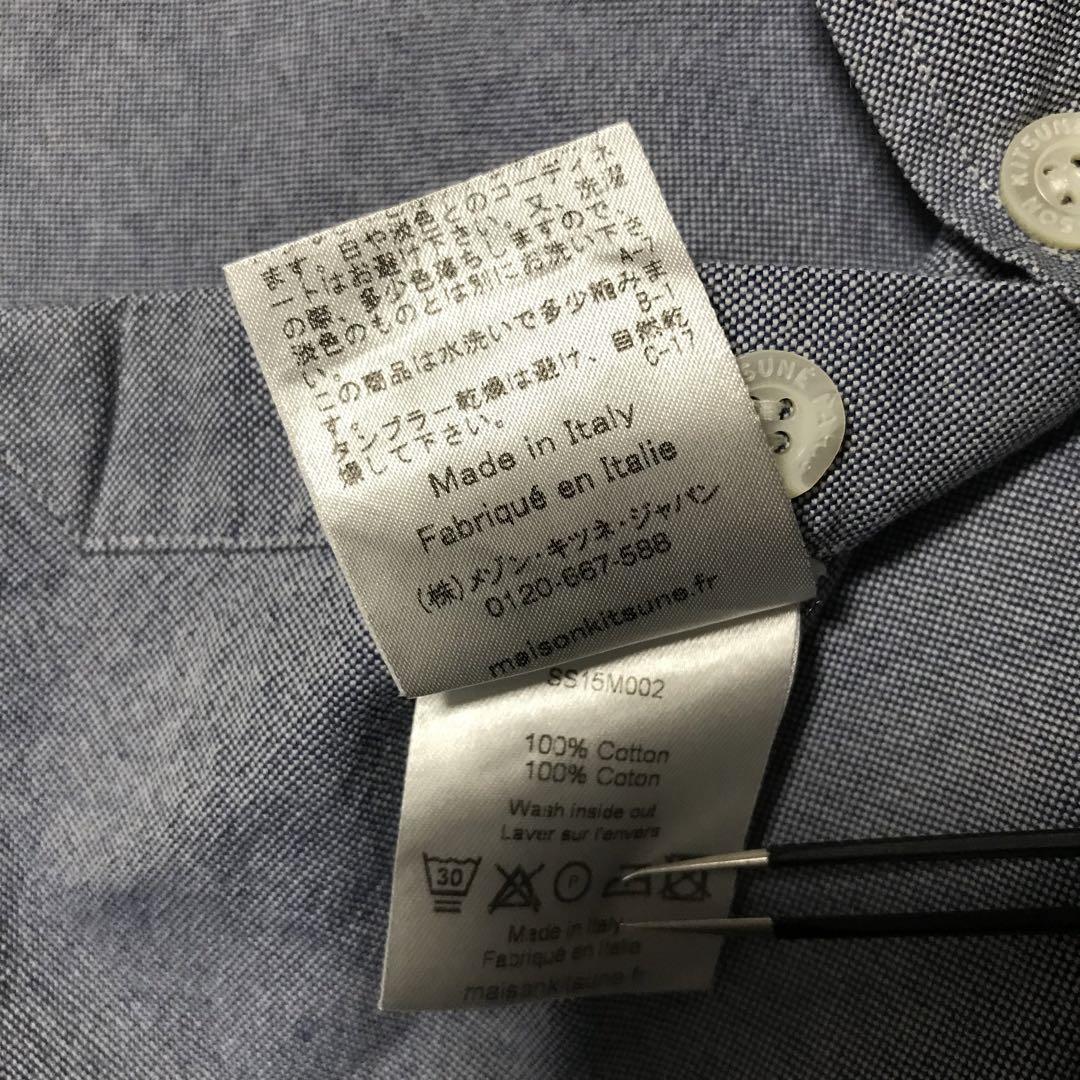 ます。白や淡色とのコーディネ
ートはお避け下さい。又、洗濯
の際、多少色落ちしますので、
淡色のものとは別にお洗い下さ
い。
この商品は水洗いで多少縮みま
す。
タンブラー乾燥は避け、自然乾
燥して下さい。
C-17
Made in Italy
Fabriqué en Italie
(株)メゾン・キツネ・ジャパン
0120-667-588
maisonkitsune.fr
SS15M002
100% Cotton
100% Coton
Wash inside out
Laver sur l'envers
30
P
Made in Italy
Fabriqué en Italie
maisonkitsune.fr
KITSUNÉ